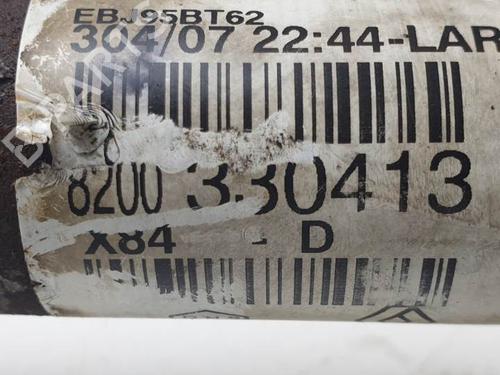 EBJ95BT62
304/07 22:44-LAR
8200 330413
X84 - D